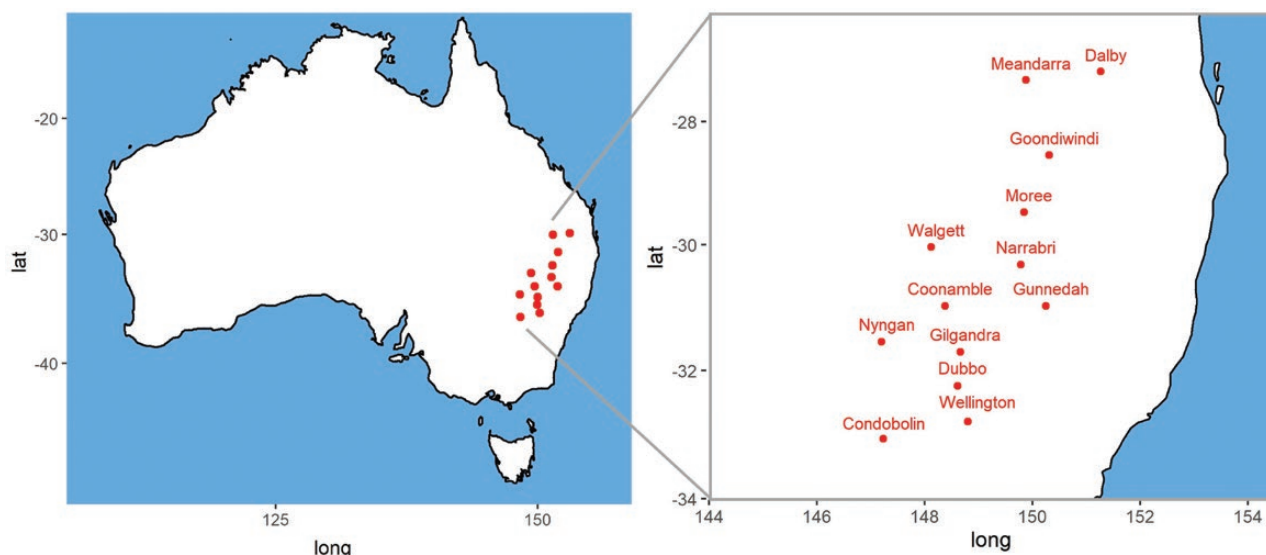 -20
-30
-40
lat
125
150
long
Dalby
Meandarra
-28
Goondiwindi
Moree
Walgett
-30
Narrabri
lat
Coonamble
Gunnedah
Nyngan
Gilgandra
Dubbo
-32
Wellington
Condobolin
-34
144
146
148
150
152
154
long